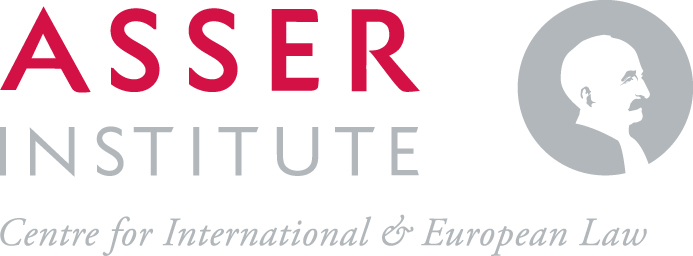 ASSER
INSTITUTE
Centre for International & European Law